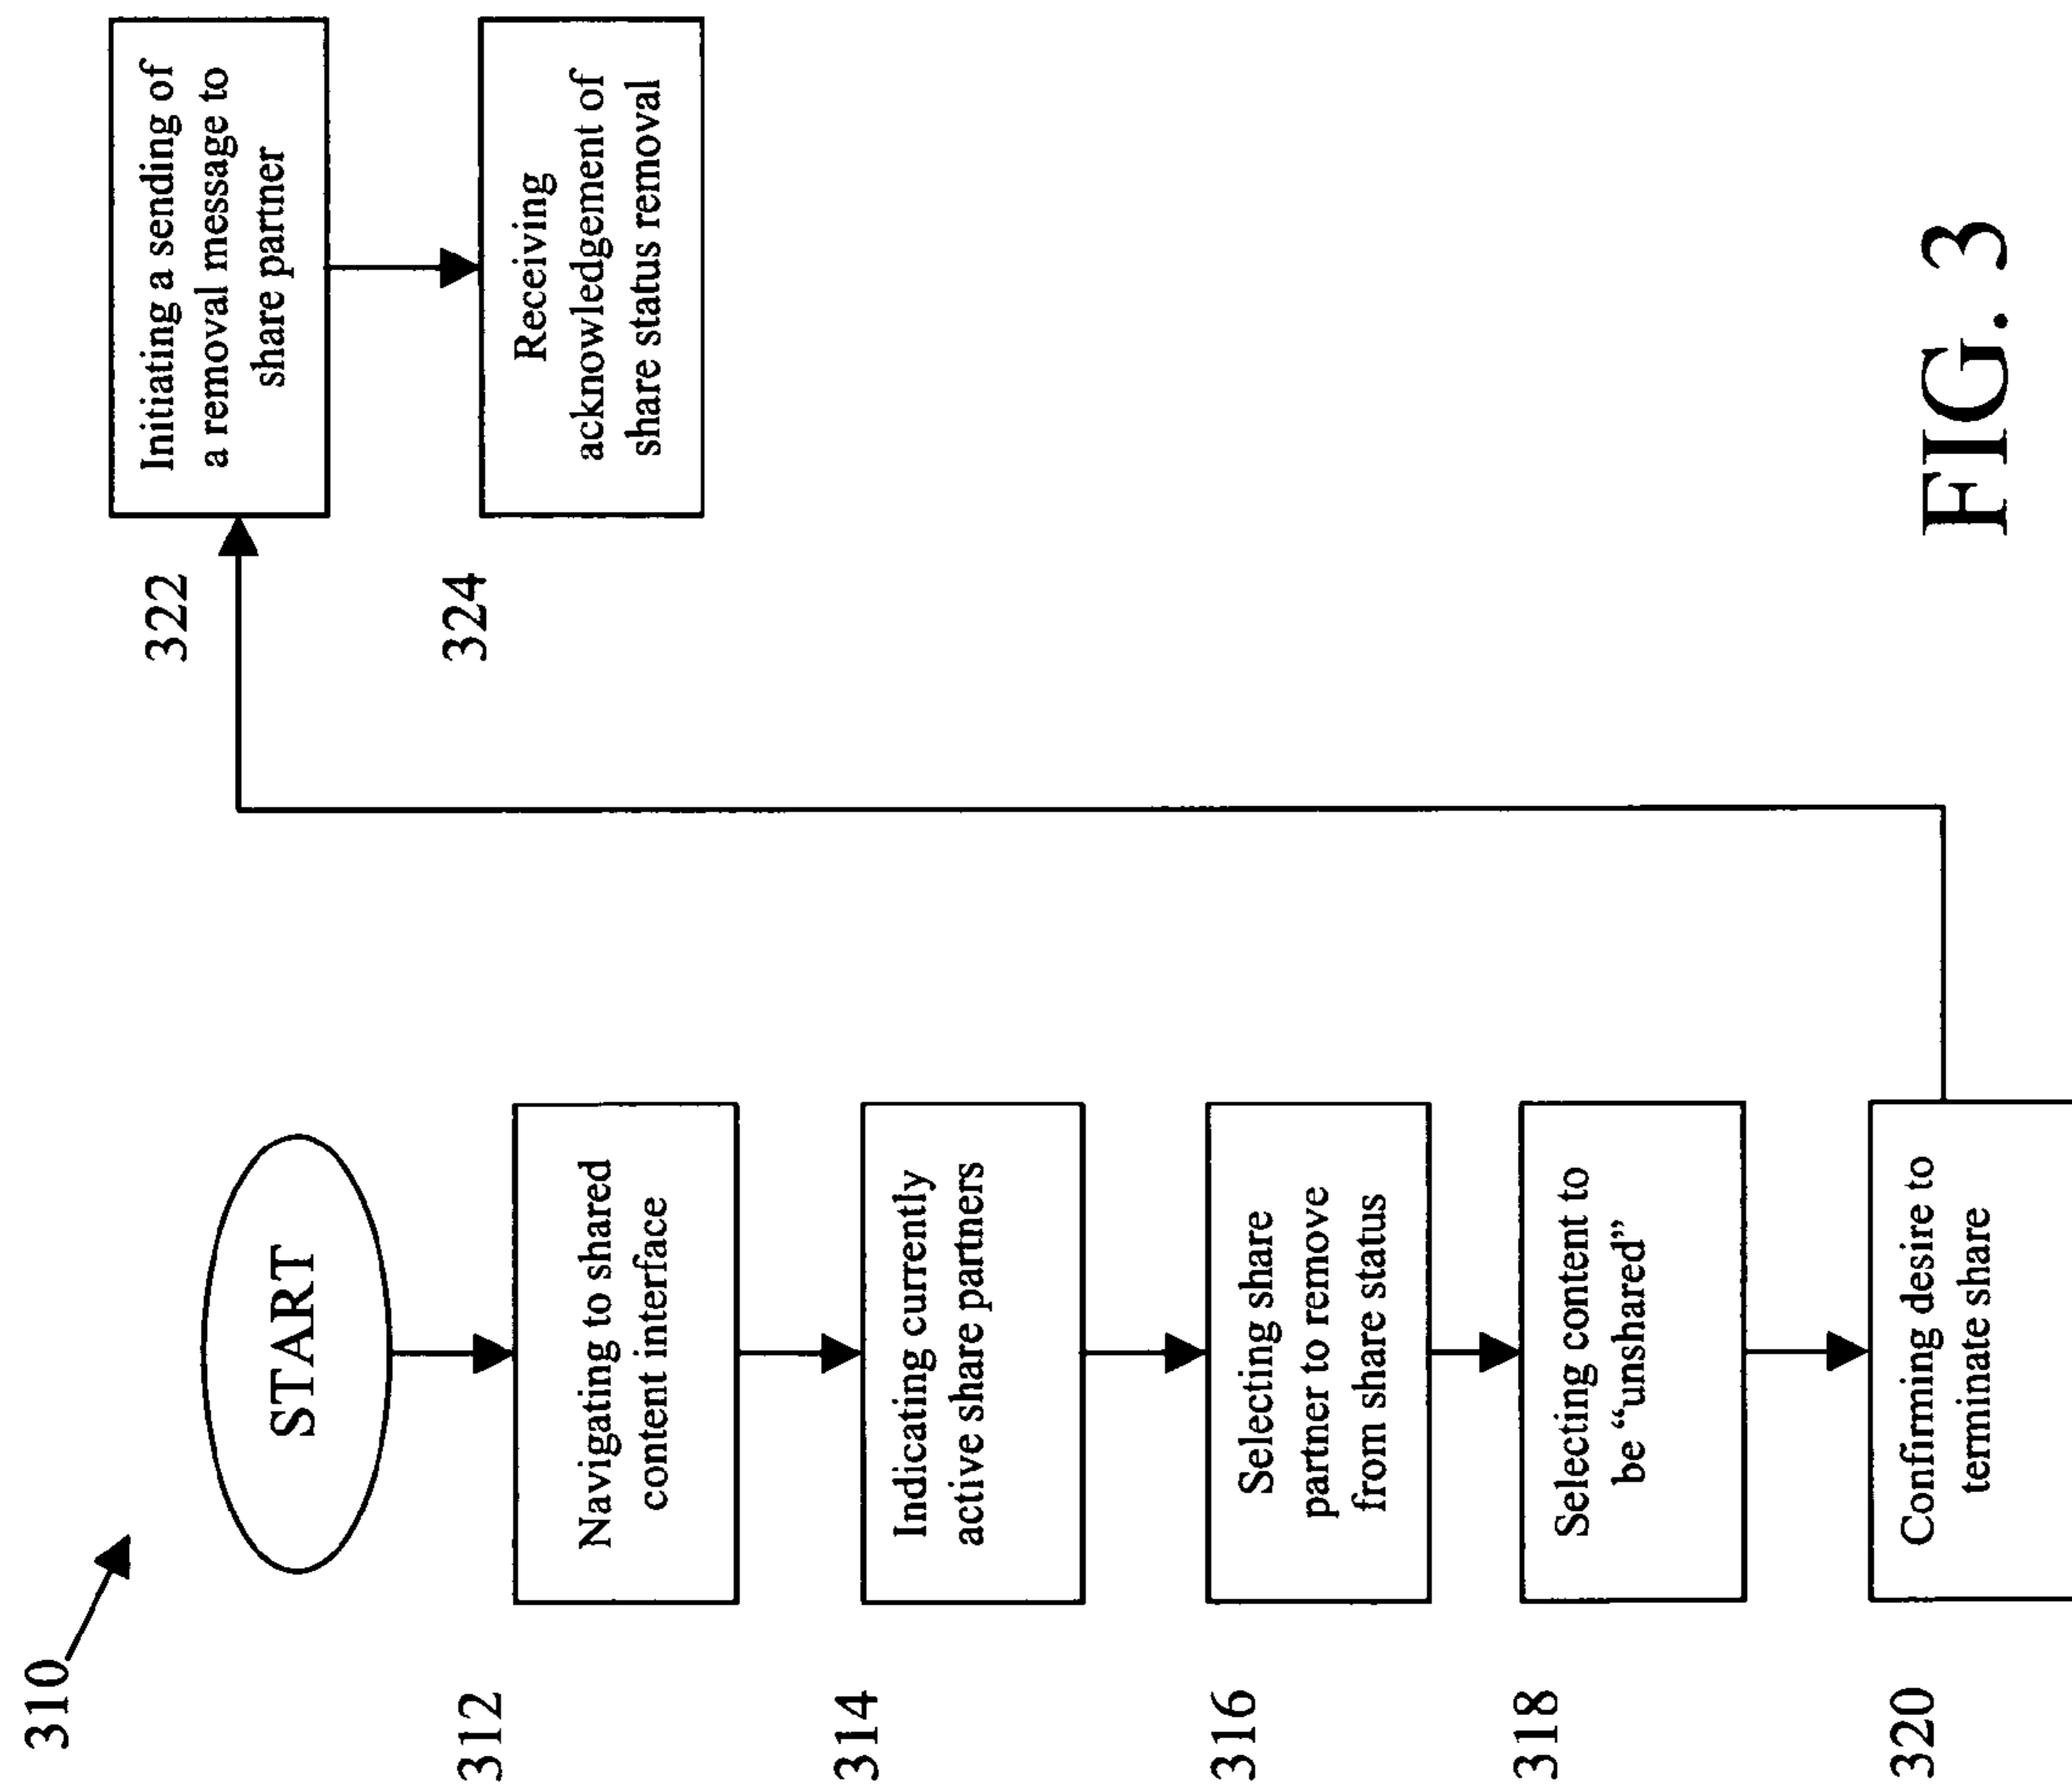 310
START
312
Navigating to shared
content interface
314
Indicating currently
active share partners
316
Selecting share
partner to remove
from share status
318
Selecting content to
be “unshared”
320
Confirming desire to
terminate share
322
Initiating a sending of
a removal message to
share partner
324
Receiving
acknowledgement of
share status removal
FIG. 3